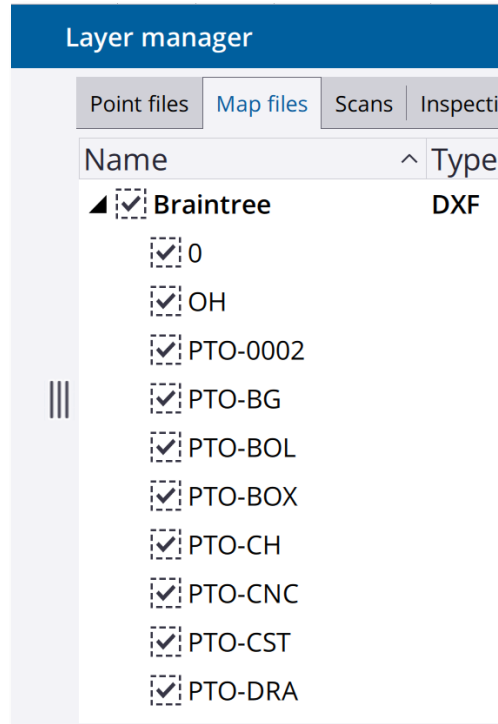 Layer manager
Point files Map files Scans Inspecti
Name Type
Braintree DXF
0
OH
PTO-0002
PTO-BG
PTO-BOL
PTO-BOX
PTO-CH
PTO-CNC
PTO-CST
PTO-DRA